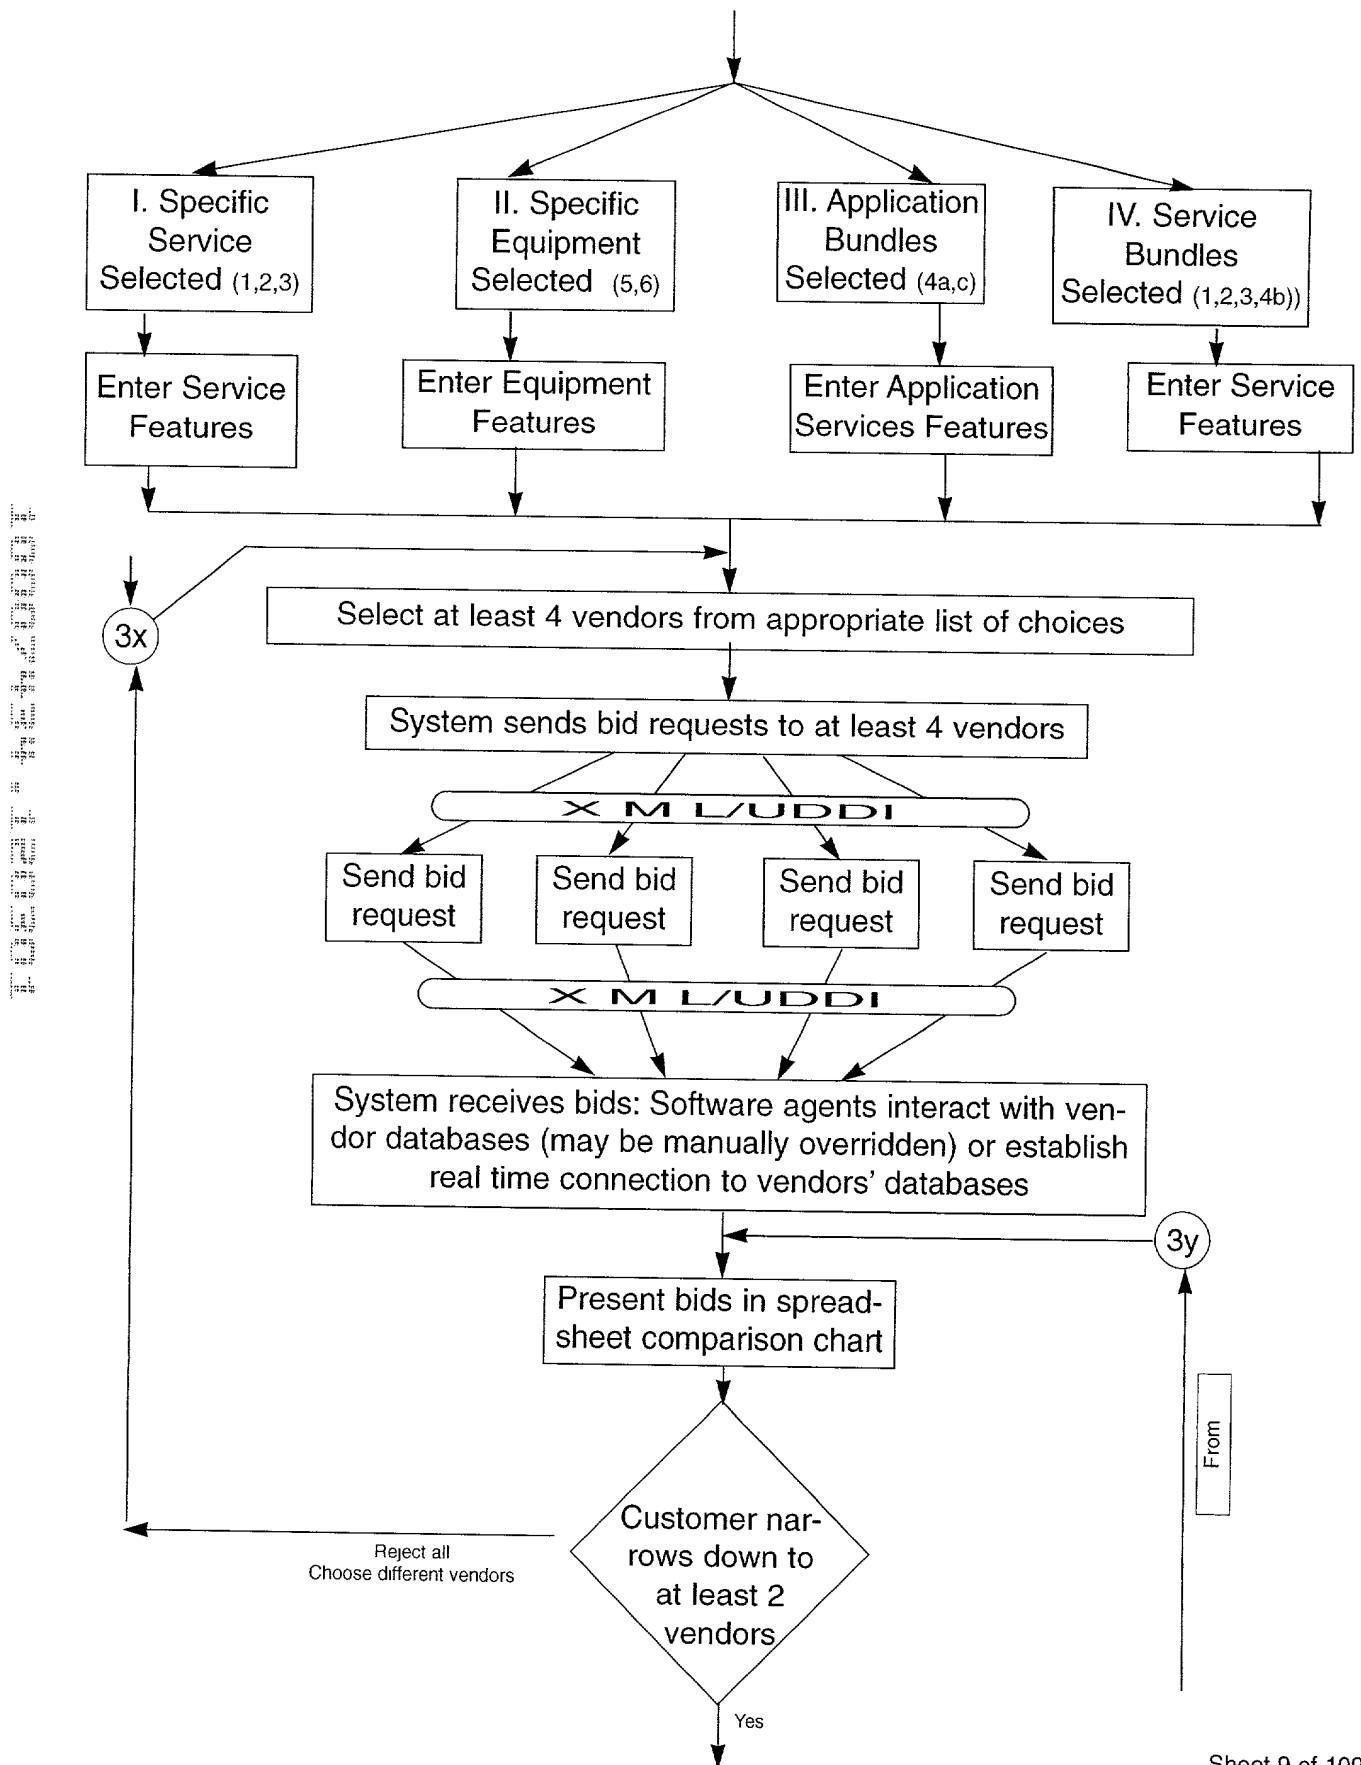 I. Specific
Service
Selected (1,2,3)
II. Specific
Equipment
Selected (5,6)
III. Application
Bundles
Selected (4a,c)
IV. Service
Bundles
Selected (1,2,3,4b))
Enter Service
Features
Enter Equipment
Features
Enter Application
Services Features
Enter Service
Features
3x
Select at least 4 vendors from appropriate list of choices
System sends bid requests to at least 4 vendors
X M L/UDDI
Send bid
request
Send bid
request
Send bid
request
Send bid
request
X M L/UDDI
System receives bids: Software agents interact with ven-
dor databases (may be manually overridden) or establish
real time connection to vendors' databases
3y
Present bids in spread-
sheet comparison chart
From
Customer nar-
rows down to
at least 2
vendors
Reject all
Choose different vendors
Yes
Sheet 9 of 109